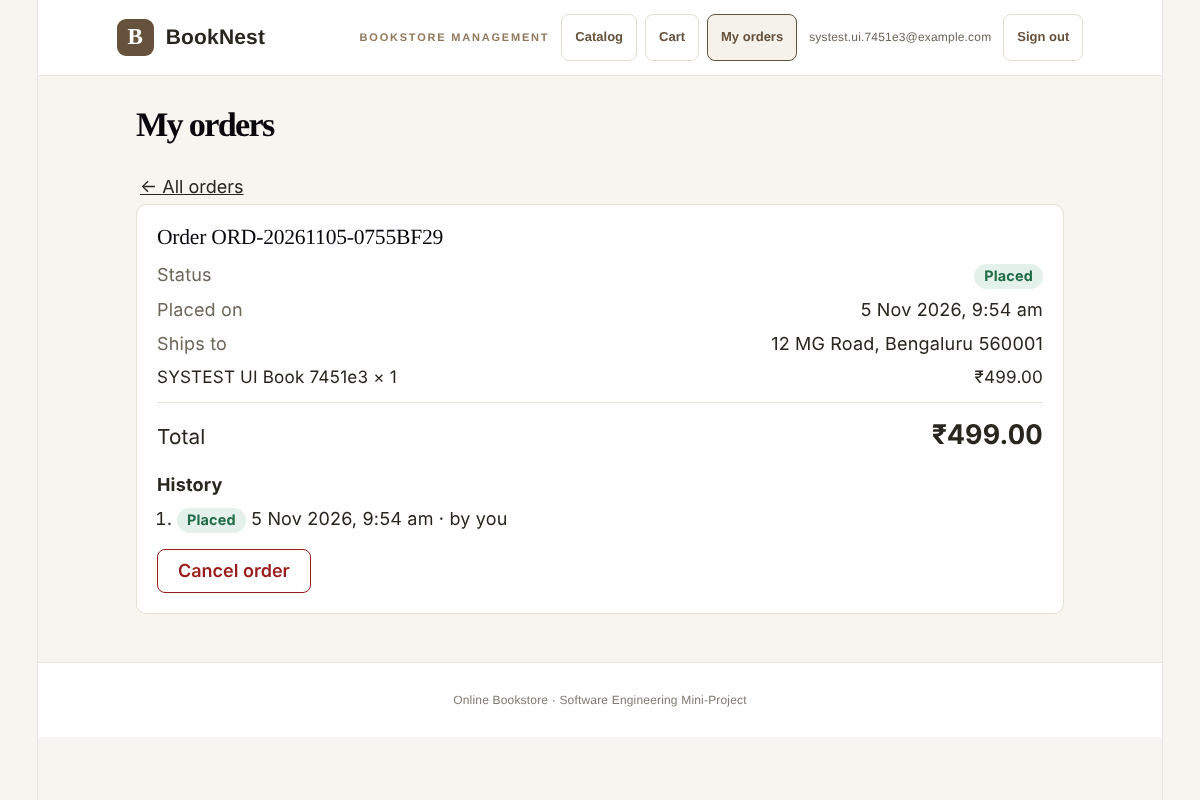 B BookNest BOOKSTORE MANAGEMENT Catalog Cart My orders systest.ui.7451e3@example.com Sign out
My orders
← All orders
Order ORD-20261105-0755BF29
Status Placed
Placed on 5 Nov 2026, 9:54 am
Ships to 12 MG Road, Bengaluru 560001
SYSTEST UI Book 7451e3 × 1 ₹499.00
Total ₹499.00
History
1. Placed 5 Nov 2026, 9:54 am · by you
Cancel order
Online Bookstore · Software Engineering Mini-Project